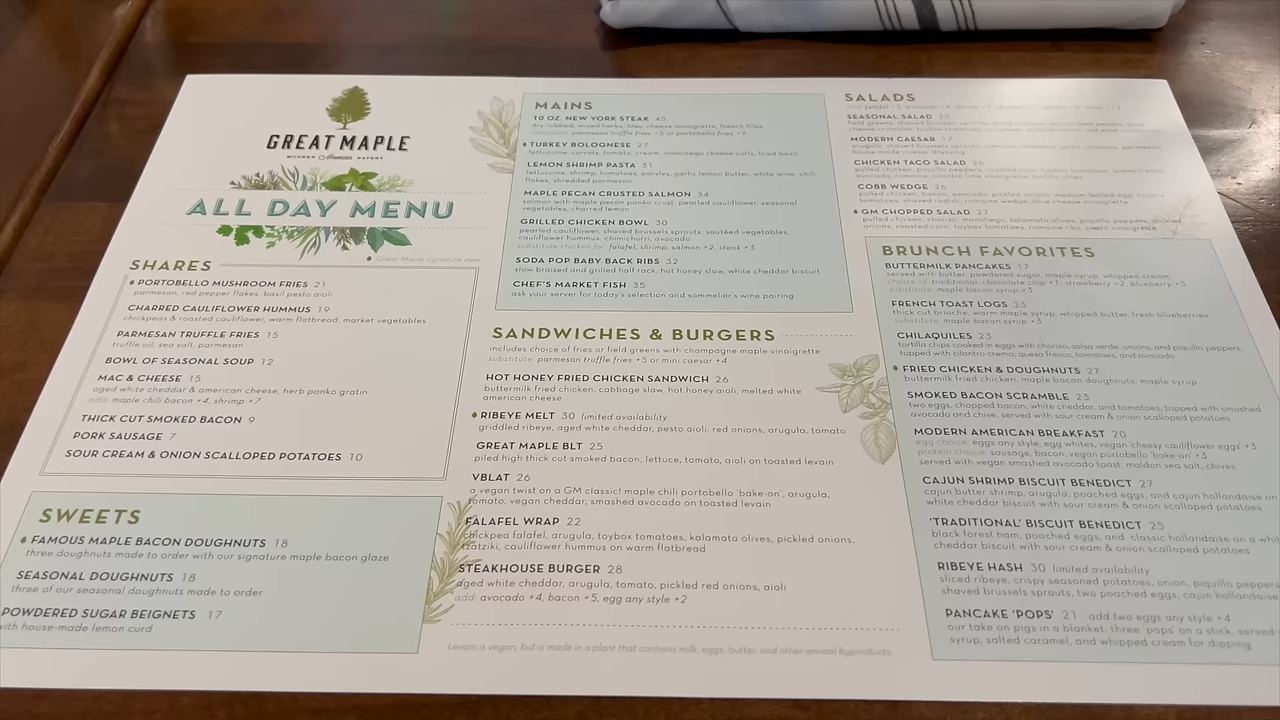 GREAT MAPLE
MODERN American EATERY
ALL DAY MENU
Great Maple signature item
SHARES
PORTOBELLO MUSHROOM FRIES 21
parmesan, red pepper flakes, basil pesto aioli
CHARRED CAULIFLOWER HUMMUS 19
chickpeas & roasted cauliflower, warm flatbread, market vegetables
PARMESAN TRUFFLE FRIES 15
truffle oil, sea salt, parmesan
BOWL OF SEASONAL SOUP 12
MAC & CHEESE 15
aged white cheddar & american cheese, herb panko gratin
add: maple chili bacon +4, shrimp +7
THICK CUT SMOKED BACON 9
PORK SAUSAGE 7
SOUR CREAM & ONION SCALLOPED POTATOES 10
SWEETS
FAMOUS MAPLE BACON DOUGHNUTS 18
three doughnuts made to order with our signature maple bacon glaze
SEASONAL DOUGHNUTS 18
three of our seasonal doughnuts made to order
POWDERED SUGAR BEIGNETS 17
with house-made lemon curd
MAINS
10 OZ. NEW YORK STEAK 45
dry rubbed, mixed herbs, bleu cheese vinaigrette, french fries
substitute: parmesan truffle fries +5 or portobello fries +9
TURKEY BOLOGNESE 27
fettuccine, carrots, tomato, cream, manchego cheese curls, fried basil
LEMON SHRIMP PASTA 31
fettuccine, shrimp, tomatoes, parsley, garlic lemon butter, white wine, chili
flakes, shredded parmesan
MAPLE PECAN CRUSTED SALMON 34
salmon with maple pecan panko crust, pearled cauliflower, seasonal
vegetables, charred lemon
GRILLED CHICKEN BOWL 30
pearled cauliflower, shaved brussels sprouts, sautéed vegetables,
cauliflower hummus, chimichurri, avocado
substitute chicken for falafel, shrimp, salmon +2, steak +3
SODA POP BABY BACK RIBS 32
slow braised and grilled half rack, hot honey slaw, white cheddar biscuit
CHEF'S MARKET FISH 35
ask your server for today's selection and sommelier's wine pairing
SANDWICHES & BURGERS
includes choice of fries or field greens with champagne maple vinaigrette
substitute: parmesan truffle fries +5 or mini caesar +4
HOT HONEY FRIED CHICKEN SANDWICH 26
buttermilk fried chicken, cabbage slaw, hot honey aioli, melted white
american cheese
RIBEYE MELT 30 limited availability
griddled ribeye, aged white cheddar, pesto aioli, red onions, arugula, tomato
GREAT MAPLE BLT 25
piled high thick cut smoked bacon, lettuce, tomato, aioli on toasted levain
VBLAT 26
a vegan twist on a GM classic! maple chili portobello 'bake-on', arugula,
tomato, vegan cheddar, smashed avocado on toasted levain
FALAFEL WRAP 22
chickpea falafel, arugula, toybox tomatoes, kalamata olives, pickled onions,
tzatziki, cauliflower hummus on warm flatbread
STEAKHOUSE BURGER 28
aged white cheddar, arugula, tomato, pickled red onions, aioli
add: avocado +4, bacon +5, egg any style +2
Levain is vegan, but is made in a plant that contains milk, eggs, butter, and other animal byproducts.
SALADS
SEASONAL SALAD 23
field greens, shaved brussels sprouts,
MODERN CAESAR 17
arugula, shaved brussels sprouts,
house-made caesar dressing
CHICKEN TACO SALAD 26
pulled chicken, piquillo peppers, roasted corn, toybox tomatoes, queso fresco,
avocado, romaine, cilantro lime vinaigrette, tortilla chips
COBB WEDGE 26
pulled chicken, bacon, avocado, pickled onions, medium boiled egg, toybox
tomatoes, shaved radish, romaine wedge, blue cheese vinaigrette
GM CHOPPED SALAD 27
pulled chicken, chorizo, manchego, kalamata olives, piquillo peppers, pickled
onions, roasted corn, toybox tomatoes, romaine ribs, pesto vinaigrette
BRUNCH FAVORITES
BUTTERMILK PANCAKES 17
served with butter, powdered sugar, maple syrup, whipped cream
choice of: traditional, chocolate chip +1, strawberry +2, blueberry +3
substitute: maple bacon syrup +3
FRENCH TOAST LOGS 23
thick cut brioche, warm maple syrup, whipped butter, fresh blueberries
substitute: maple bacon syrup +3
CHILAQUILES 23
tortilla chips cooked in eggs with chorizo, salsa verde, onions, and piquillo peppers,
topped with cilantro crema, queso fresco, tomatoes, and avocado
FRIED CHICKEN & DOUGHNUTS 27
buttermilk fried chicken, maple bacon doughnuts, maple syrup
SMOKED BACON SCRAMBLE 23
two eggs, chopped bacon, white cheddar, and tomatoes, topped with smashed
avocado and chive, served with sour cream & onion scalloped potatoes
MODERN AMERICAN BREAKFAST 20
egg choice: eggs any style, egg whites, vegan 'cheesy cauliflower eggs' +3
protein choice: sausage, bacon, vegan portobello 'bake-on' +3
served with vegan smashed avocado toast, maldon sea salt, chives
CAJUN SHRIMP BISCUIT BENEDICT 27
cajun butter shrimp, arugula, poached eggs, and cajun hollandaise on
white cheddar biscuit with sour cream & onion scalloped potatoes
'TRADITIONAL' BISCUIT BENEDICT 25
black forest ham, poached eggs, and classic hollandaise on a whit
cheddar biscuit with sour cream & onion scalloped potatoes
RIBEYE HASH 30 limited availability
sliced ribeye, crispy seasoned potatoes, onion, piquillo peppers
shaved brussels sprouts, two poached eggs, cajun hollandaise
PANCAKE 'POPS' 21 add two eggs any style +4
our take on pigs in a blanket: three 'pops' on a stick, served
syrup, salted caramel, and whipped cream for dipping